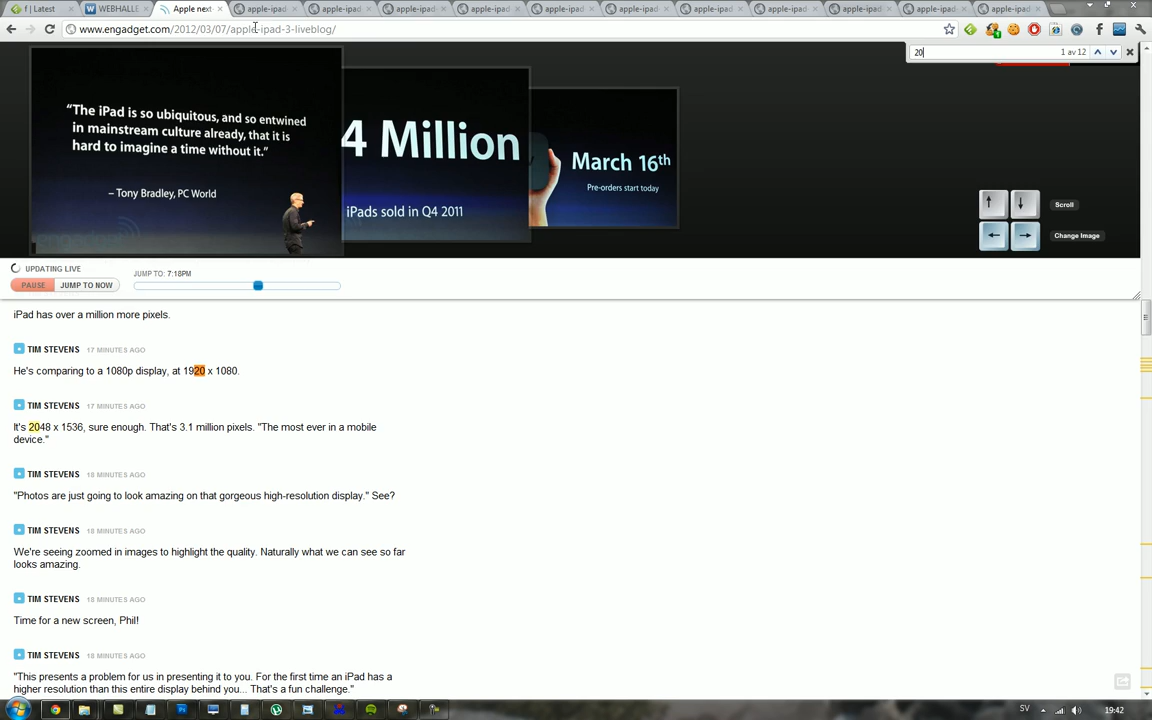 f | Latest
WEBHALLE
Apple next
apple-ipad
apple-ipad
apple-ipad
apple-ipad
apple-ipad
apple-ipad
apple-ipad
apple-ipad
apple-ipad
apple-ipad
apple-ipad
www.engadget.com/2012/03/07/apple-ipad-3-liveblog/
20
1 av 12
“The iPad is so ubiquitous, and so entwined
in mainstream culture already, that it is
hard to imagine a time without it.”
– Tony Bradley, PC World
4 Million
iPads sold in Q4 2011
March 16th
Pre-orders start today
Scroll
Change Image
UPDATING LIVE
PAUSE
JUMP TO NOW
JUMP TO: 7:18PM
iPad has over a million more pixels.
TIM STEVENS 17 MINUTES AGO
He's comparing to a 1080p display, at 1920 x 1080.
TIM STEVENS 17 MINUTES AGO
It's 2048 x 1536, sure enough. That's 3.1 million pixels. "The most ever in a mobile
device."
TIM STEVENS 18 MINUTES AGO
"Photos are just going to look amazing on that gorgeous high-resolution display." See?
TIM STEVENS 18 MINUTES AGO
We're seeing zoomed in images to highlight the quality. Naturally what we can see so far
looks amazing.
TIM STEVENS 18 MINUTES AGO
Time for a new screen, Phil!
TIM STEVENS 18 MINUTES AGO
"This presents a problem for us in presenting it to you. For the first time an iPad has a
higher resolution than this entire display behind you... That's a fun challenge."
SV
19:42